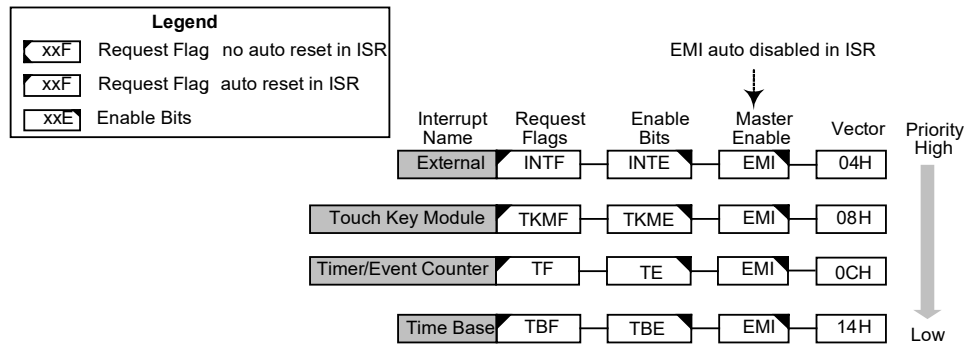 Legend
xxF Request Flag no auto reset in ISR
xxF Request Flag auto reset in ISR
xxE Enable Bits
EMI auto disabled in ISR
Interrupt Name
Request Flags
Enable Bits
Master Enable
Vector
Priority
High
External INTF INTE EMI 04H
Touch Key Module TKMF TKME EMI 08H
Timer/Event Counter TF TE EMI 0CH
Time Base TBF TBE EMI 14H
Low